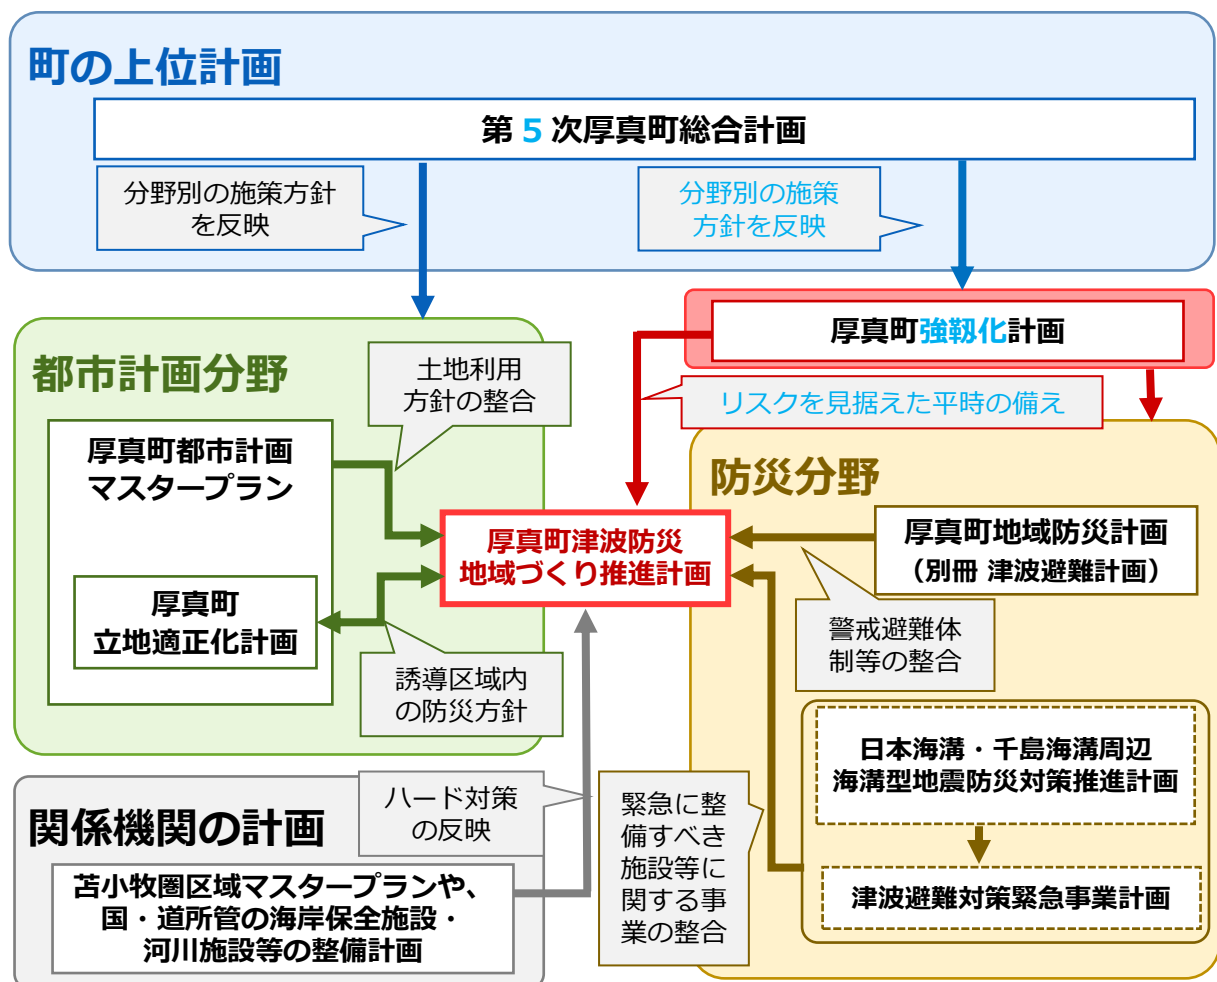 町の上位計画
第 5 次厚真町総合計画
分野別の施策方針
を反映
分野別の施策
方針を反映
厚真町強靱化計画
リスクを見据えた平時の備え
都市計画分野
土地利用
方針の整合
厚真町都市計画
マスタープラン
厚真町
立地適正化計画
誘導区域内
の防災方針
厚真町津波防災
地域づくり推進計画
防災分野
厚真町地域防災計画
（別冊 津波避難計画）
警戒避難体
制等の整合
日本海溝・千島海溝周辺
海溝型地震防災対策推進計画
津波避難対策緊急事業計画
緊急に整
備すべき
施設等に
関する事
業の整合
関係機関の計画
ハード対策
の反映
苫小牧圏区域マスタープランや、
国・道所管の海岸保全施設・
河川施設等の整備計画